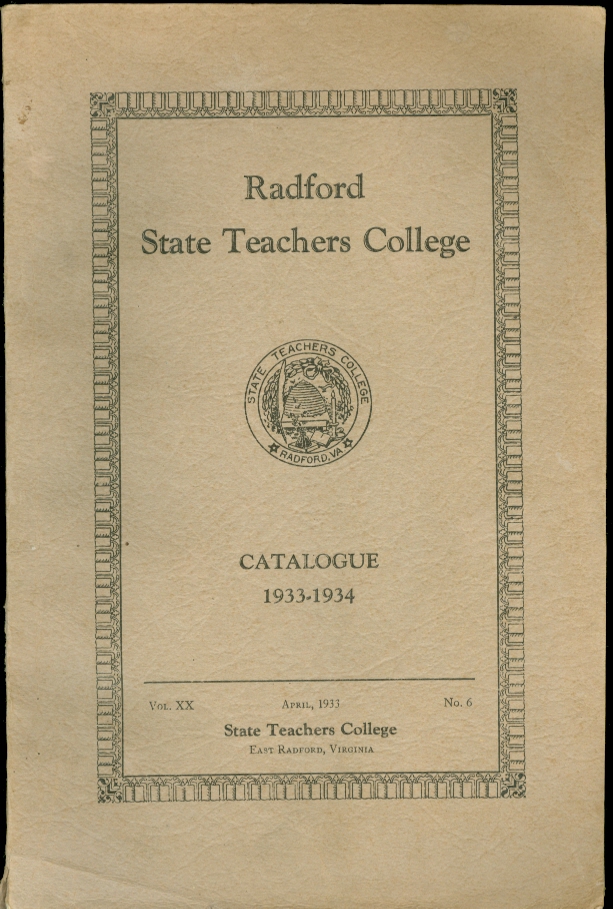 Radford
State Teachers College
STATE TEACHERS COLLEGE
RADFORD, VA
CATALOGUE
1933-1934
VOL. XX APRIL, 1933 No. 6
State Teachers College
EAST RADFORD, VIRGINIA